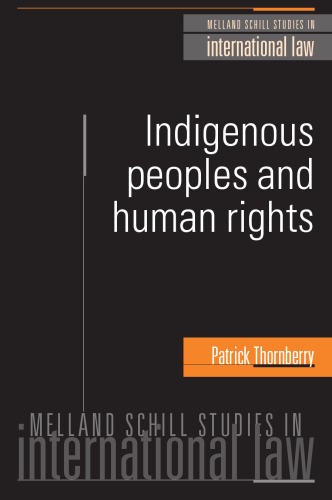 MELLAND SCHILL STUDIES IN
international law
Indigenous
peoples and
human rights
Patrick Thornberry
MELLAND SCHILL STUDIES IN
international law